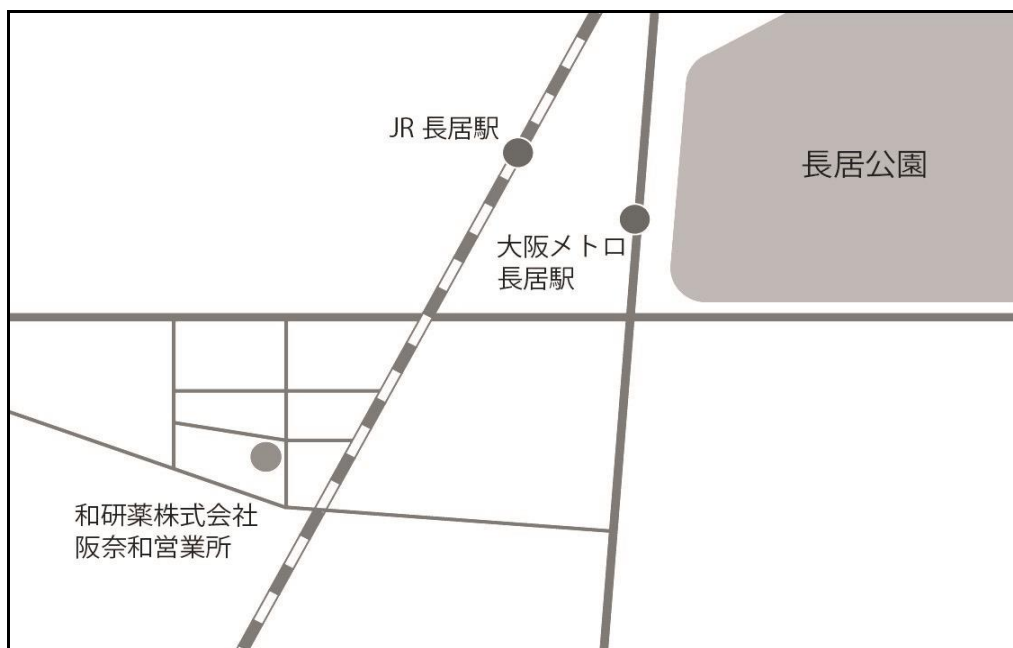 JR 長居駅
長居公園
大阪メトロ
長居駅
和研薬株式会社
阪奈和営業所